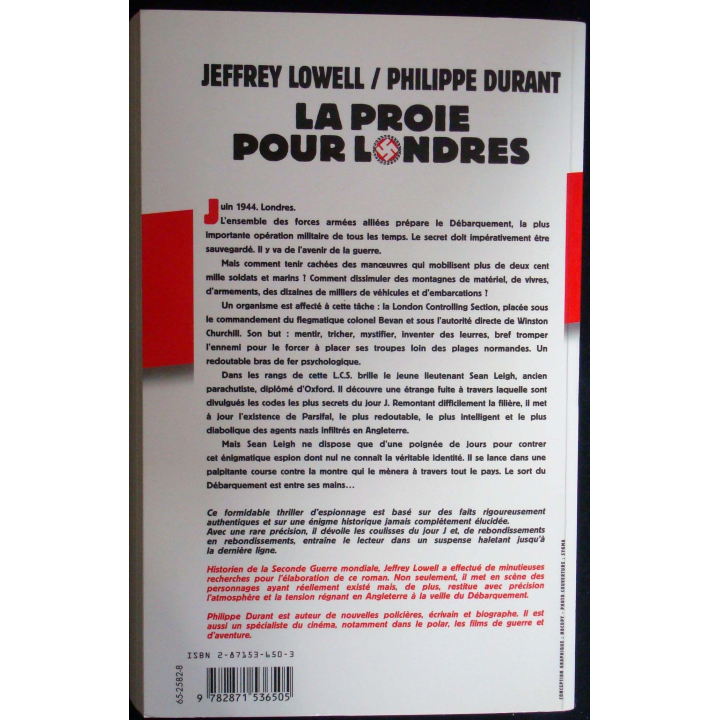 JEFFREY LOWELL / PHILIPPE DURANT
LA PROIE
POUR LONDRES
Juin 1944. Londres.
L'ensemble des forces armées alliées prépare le Débarquement, la plus
importante opération militaire de tous les temps. Le secret doit impérativement être
sauvegardé. Il y va de l'avenir de la guerre.
Mais comment tenir cachées des manœuvres qui mobilisent plus de deux cent
mille soldats et marins ? Comment dissimuler des montagnes de matériel, de vivres,
d'armements, des dizaines de milliers de véhicules et d'embarcations ?
Un organisme est affecté à cette tâche : la London Controlling Section, placée sous
le commandement du flegmatique colonel Bevan et sous l'autorité directe de Winston
Churchill. Son but : mentir, tricher, mystifier, inventer des leurres, bref tromper
l'ennemi pour le forcer à placer ses troupes loin des plages normandes. Un
redoutable bras de fer psychologique.
Dans les rangs de cette L.C.S. brille le jeune lieutenant Sean Leigh, ancien
parachutiste, diplômé d'Oxford. Il découvre une étrange fuite à travers laquelle sont
divulgués les codes les plus secrets du jour J. Remontant difficilement la filière, il met
à jour l'existence de Parsifal, le plus redoutable, le plus intelligent et le plus
diabolique des agents nazis infiltrés en Angleterre.
Mais Sean Leigh ne dispose que d'une poignée de jours pour contrer
cet énigmatique espion dont nul ne connaît la véritable identité. Il se lance dans une
palpitante course contre la montre qui le mènera à travers tout le pays. Le sort du
Débarquement est entre ses mains...
Ce formidable thriller d'espionnage est basé sur des faits rigoureusement
authentiques et sur une énigme historique jamais complètement élucidée.
Avec une rare précision, il dévoile les coulisses du jour J et, de rebondissements
en rebondissements, entraîne le lecteur dans un suspense haletant jusqu'à
la dernière ligne.
Historien de la Seconde Guerre mondiale, Jeffrey Lowell a effectué de minutieuses
recherches pour l'élaboration de ce roman. Non seulement, il met en scène des
personnages ayant réellement existé mais, de plus, restitue avec précision
l'atmosphère et la tension régnant en Angleterre à la veille du Débarquement.
Philippe Durant est auteur de nouvelles policières, écrivain et biographe. Il est
aussi un spécialiste du cinéma, notamment dans le polar, les films de guerre et
d'aventure.
ISBN 2-87153-650-3
65-2582-8
9 782871 536505
CONCEPTION GRAPHIQUE : ROCOPY - PHOTO COUVERTURE : SYGMA